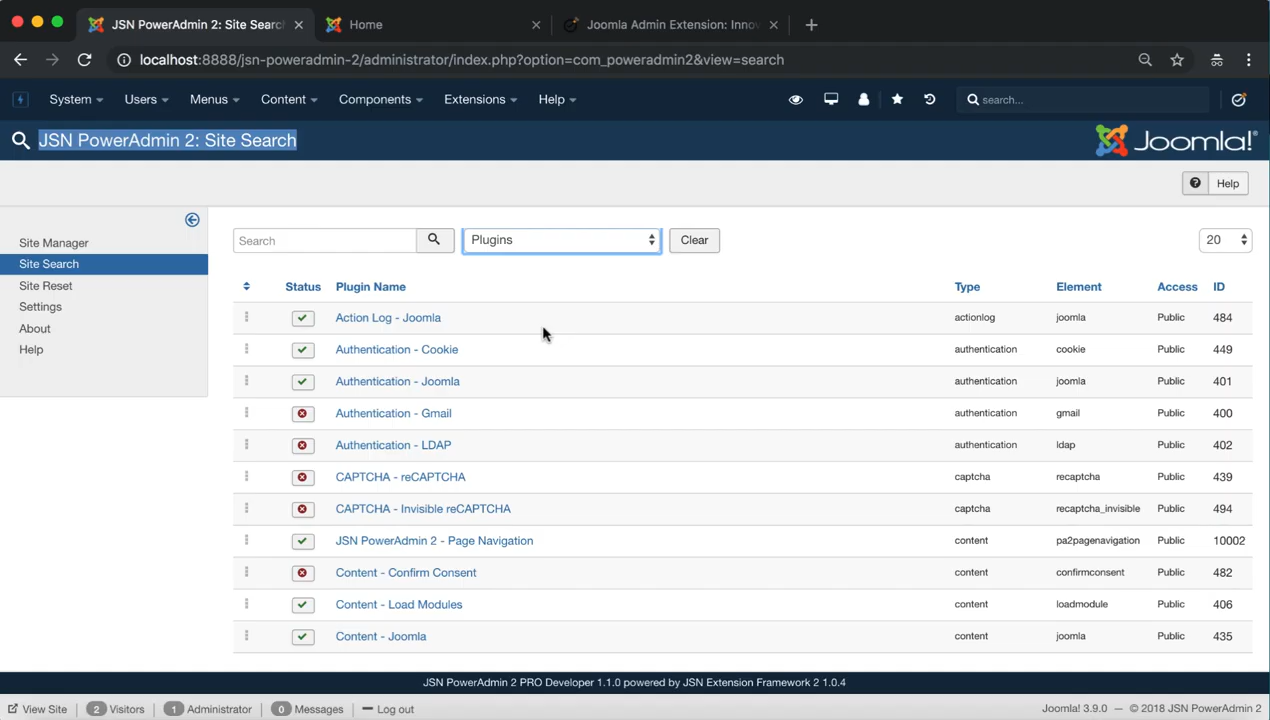 JSN PowerAdmin 2: Site Search
Home
Joomla Admin Extension: Innov
localhost:8888/jsn-poweradmin-2/administrator/index.php?option=com_poweradmin2&view=search
System Users Menus Content Components Extensions Help search...
JSN PowerAdmin 2: Site Search
Joomla!®
Help
Site Manager
Site Search
Site Reset
Settings
About
Help
Search Plugins Clear 20
Status Plugin Name Type Element Access ID
Action Log - Joomla actionlog joomla Public 484
Authentication - Cookie authentication cookie Public 449
Authentication - Joomla authentication joomla Public 401
Authentication - Gmail authentication gmail Public 400
Authentication - LDAP authentication ldap Public 402
CAPTCHA - reCAPTCHA captcha recaptcha Public 439
CAPTCHA - Invisible reCAPTCHA captcha recaptcha_invisible Public 494
JSN PowerAdmin 2 - Page Navigation content pa2pagenavigation Public 10002
Content - Confirm Consent content confirmconsent Public 482
Content - Load Modules content loadmodule Public 406
Content - Joomla content joomla Public 435
JSN PowerAdmin 2 PRO Developer 1.1.0 powered by JSN Extension Framework 2 1.0.4
View Site 2 Visitors 1 Administrator 0 Messages Log out Joomla! 3.9.0 — © 2018 JSN PowerAdmin 2